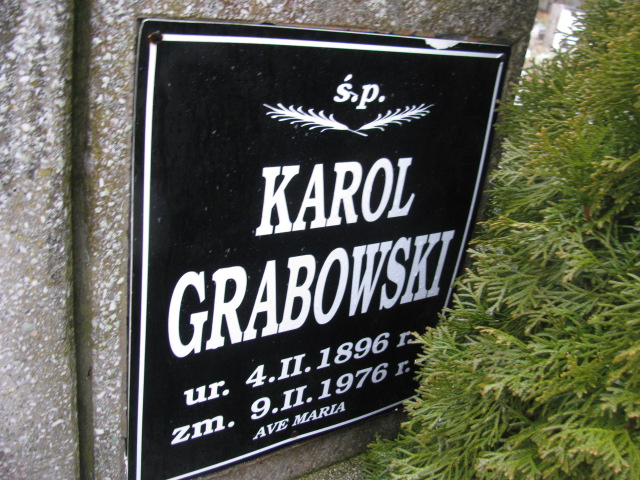 ś.p.
KAROL
GRABOWSKI
ur. 4.II.1896 r.
zm. 9.II.1976 r.
AVE MARIA